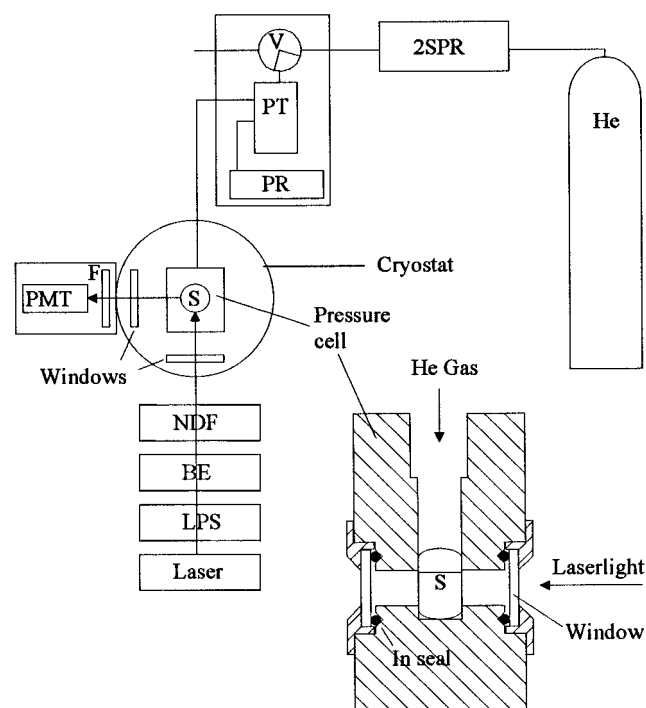 V
2SPR
PT
He
PR
F
PMT
S
Cryostat
Pressure
cell
Windows
He Gas
NDF
BE
LPS
Laser
S
Laserlight
Window
In seal